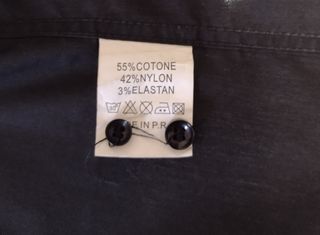 55%COTONE
42%NYLON
3%ELASTAN
E IN P.R